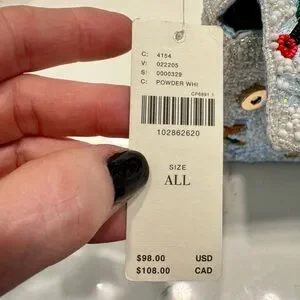 C: 4154
V: 022205
S: 0000329
C: POWDER WHI
CP6891 1
102862620
SIZE
ALL
$98.00 USD
$108.00 CAD